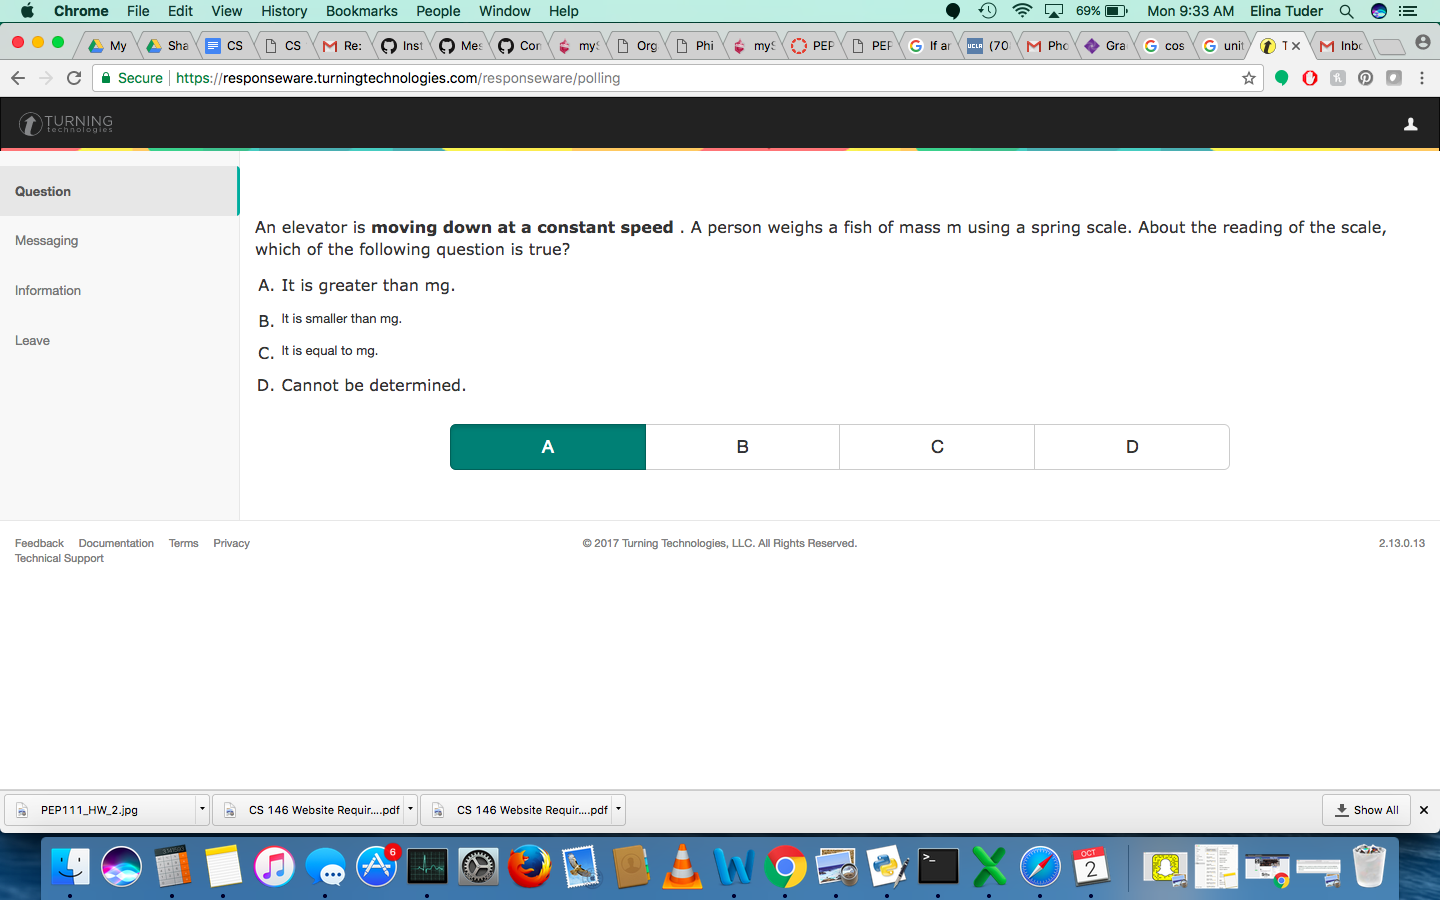 Chrome File Edit View History Bookmarks People Window Help 69% Mon 9:33 AM Elina Tuder
My Sha CS CS Re: Inst Mes Con myS Org Phi myS PEP PEP If ar UCLA (70 Pho Gra cos unit T Inbo
Secure https://responseware.turningtechnologies.com/responseware/polling
TURNING
technologies
Question
Messaging
Information
Leave
An elevator is moving down at a constant speed . A person weighs a fish of mass m using a spring scale. About the reading of the scale,
which of the following question is true?
A. It is greater than mg.
B. It is smaller than mg.
C. It is equal to mg.
D. Cannot be determined.
A B C D
Feedback Documentation Terms Privacy © 2017 Turning Technologies, LLC. All Rights Reserved. 2.13.0.13
Technical Support
PEP111_HW_2.jpg CS 146 Website Requir....pdf CS 146 Website Requir....pdf Show All
6
OCT
2